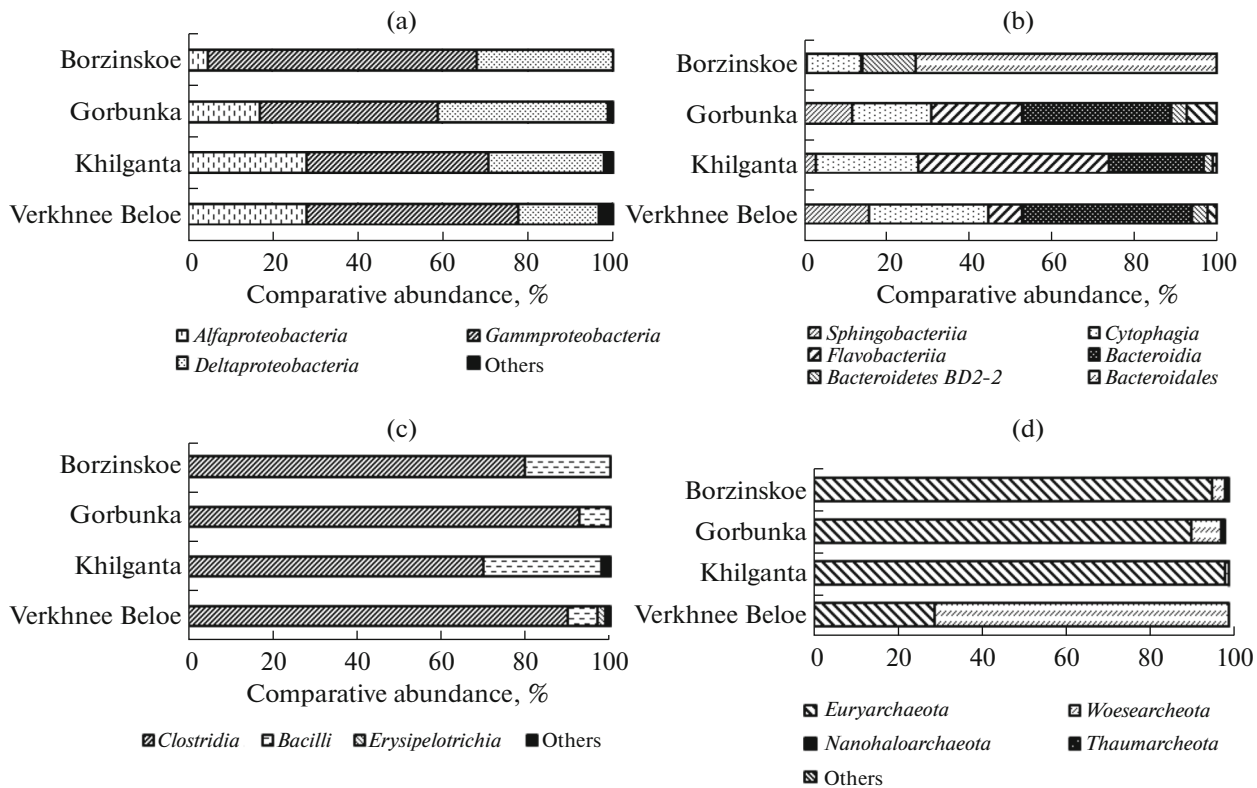 (a)
Borzinskoe
Gorbunka
Khilganta
Verkhnee Beloe
0 20 40 60 80 100
Comparative abundance, %
Alfaproteobacteria Gammproteobacteria
Deltaproteobacteria Others
(b)
Borzinskoe
Gorbunka
Khilganta
Verkhnee Beloe
0 20 40 60 80 100
Comparative abundance, %
Sphingobacteriia Cytophagia
Flavobacteriia Bacteroidia
Bacteroidetes BD2-2 Bacteroidales
(c)
Borzinskoe
Gorbunka
Khilganta
Verkhnee Beloe
0 20 40 60 80 100
Comparative abundance, %
Clostridia Bacilli Erysipelotrichia Others
(d)
Borzinskoe
Gorbunka
Khilganta
Verkhnee Beloe
0 20 40 60 80 100
Euryarchaeota Woesearcheota
Nanohaloarchaeota Thaumarcheota
Others